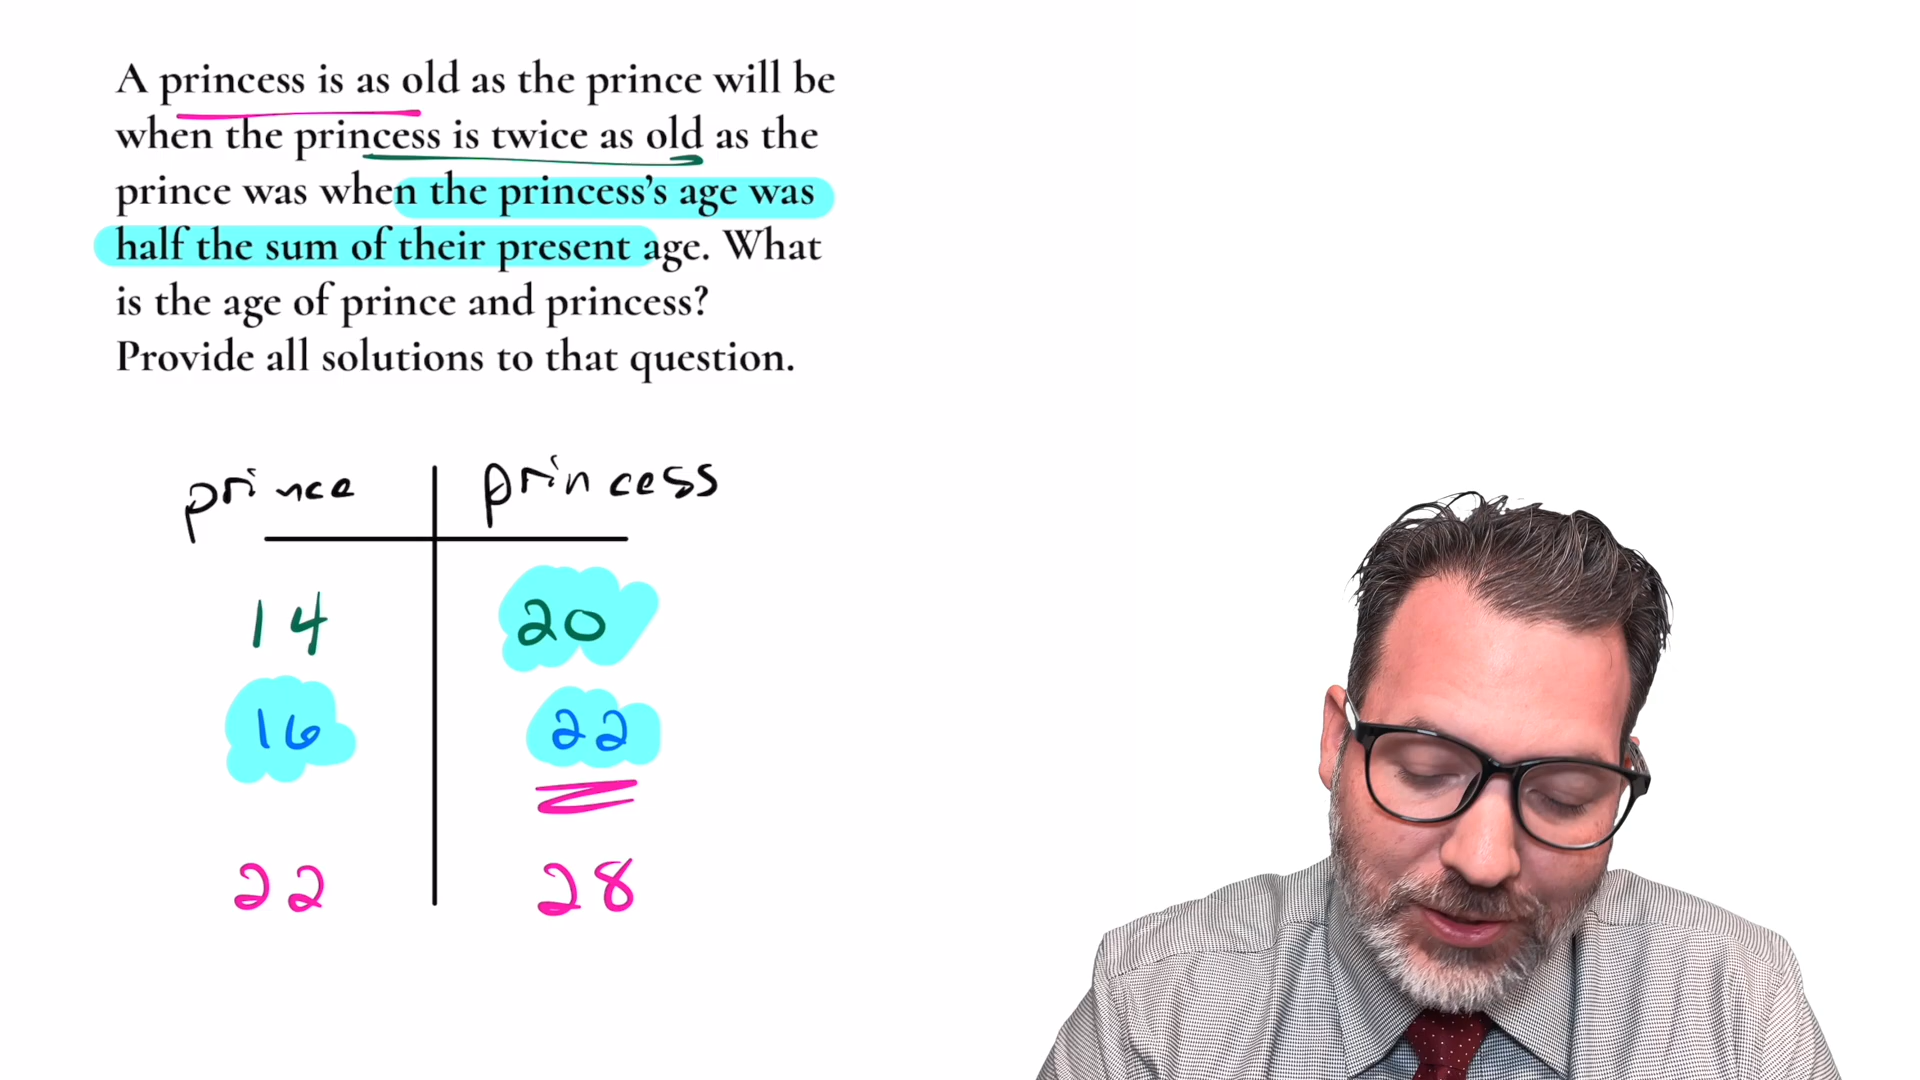 A princess is as old as the prince will be
when the princess is twice as old as the
prince was when the princess’s age was
half the sum of their present age. What
is the age of prince and princess?
Provide all solutions to that question.
prince princess
14 20
16 22
22 28